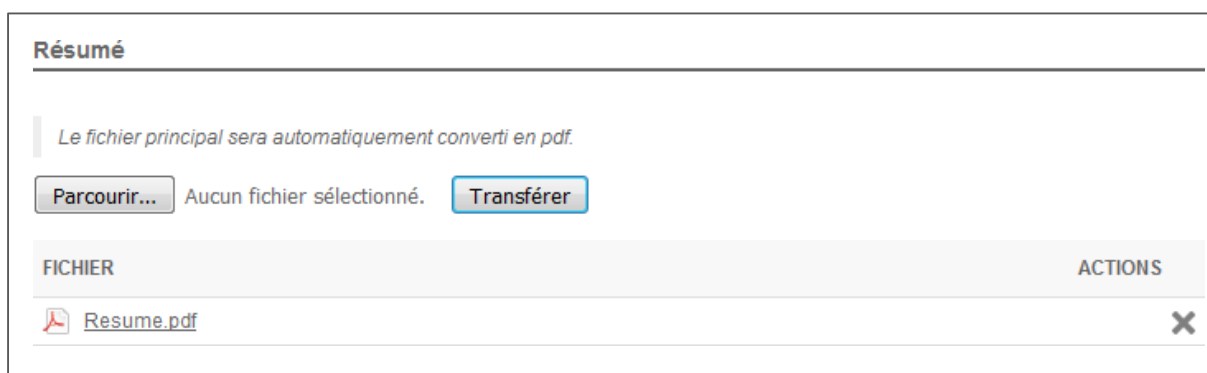 Résumé
Le fichier principal sera automatiquement converti en pdf.
Parcourir... Aucun fichier sélectionné. Transférer
FICHIER ACTIONS
Resume.pdf